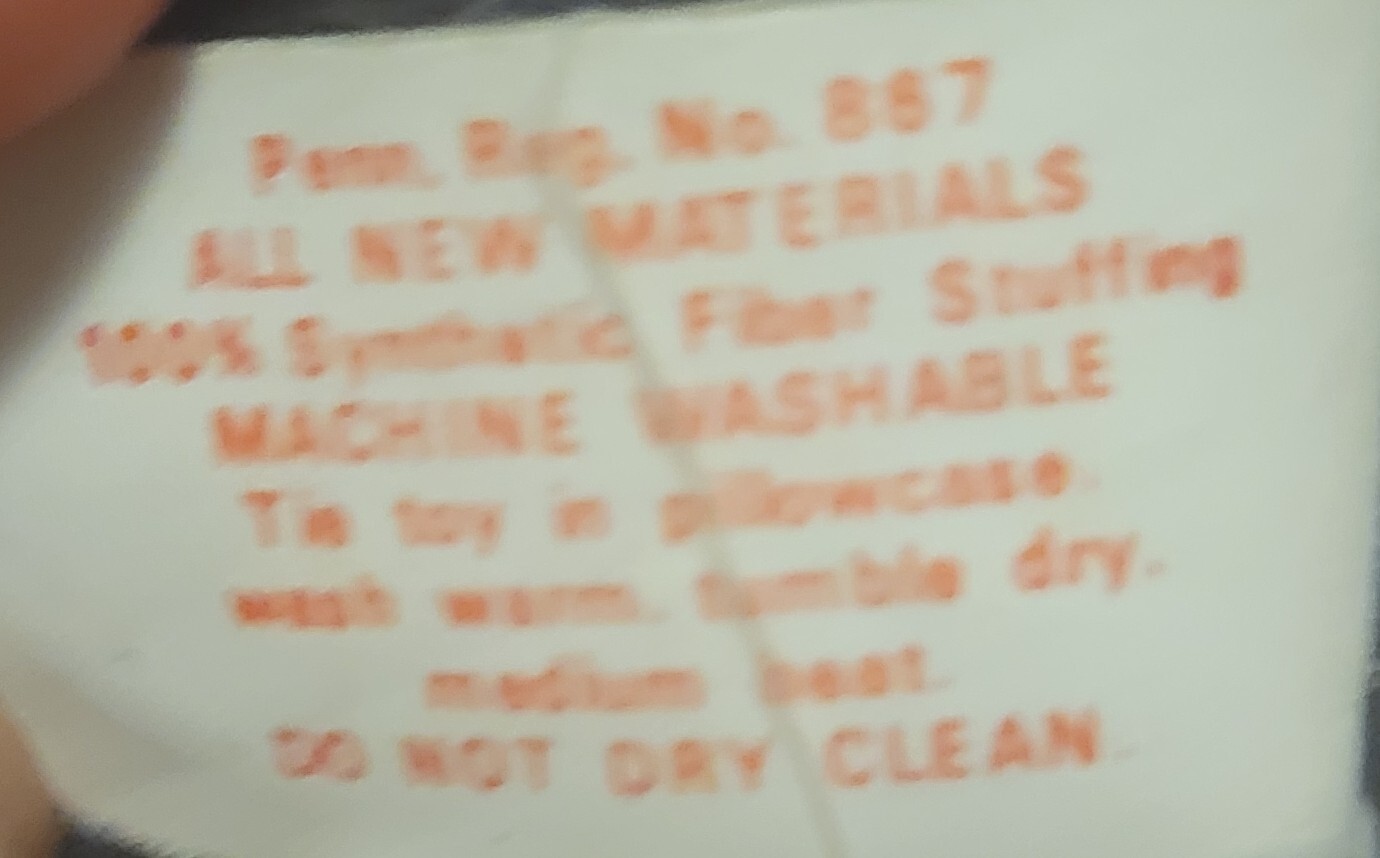 Penn. Reg. No. 867
ALL NEW MATERIALS
100% Synthetic Fiber Stuffing
MACHINE WASHABLE
Tie toy in pillowcase.
wash warm. tumble dry.
medium heat.
DO NOT DRY CLEAN.